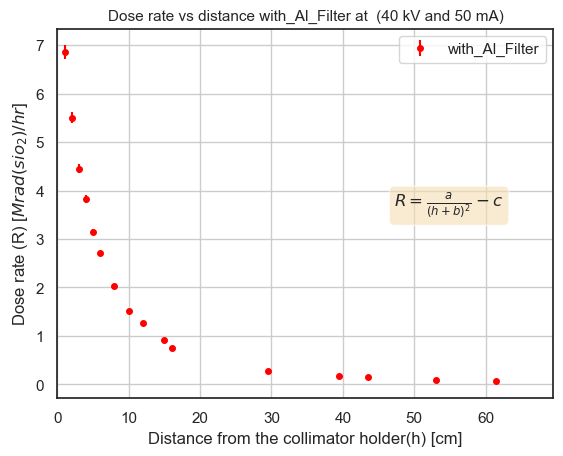 Dose rate vs distance with_Al_Filter at (40 kV and 50 mA)
with_Al_Filter
7
6
5
4
3
2
1
0
Dose rate (R) [Mrad(sio₂)/hr]
R = a/(h+b)² − c
0 10 20 30 40 50 60
Distance from the collimator holder(h) [cm]